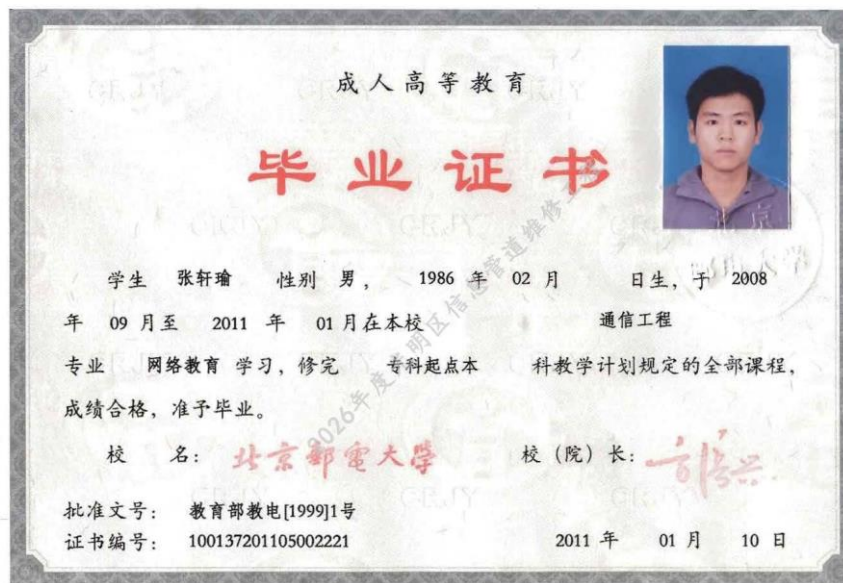 成人高等教育
毕业证书
学生 张轩瑜 性别 男， 1986 年 02 月 日生，于 2008
年 09 月至 2011 年 01 月在本校 通信工程
专业 网络教育 学习，修完 专科起点本 科教学计划规定的全部课程，
成绩合格，准予毕业。
校 名： 北京邮电大学 校（院）长：
批准文号： 教育部教电[1999]1号
证书编号： 100137201105002221 2011 年 01 月 10 日